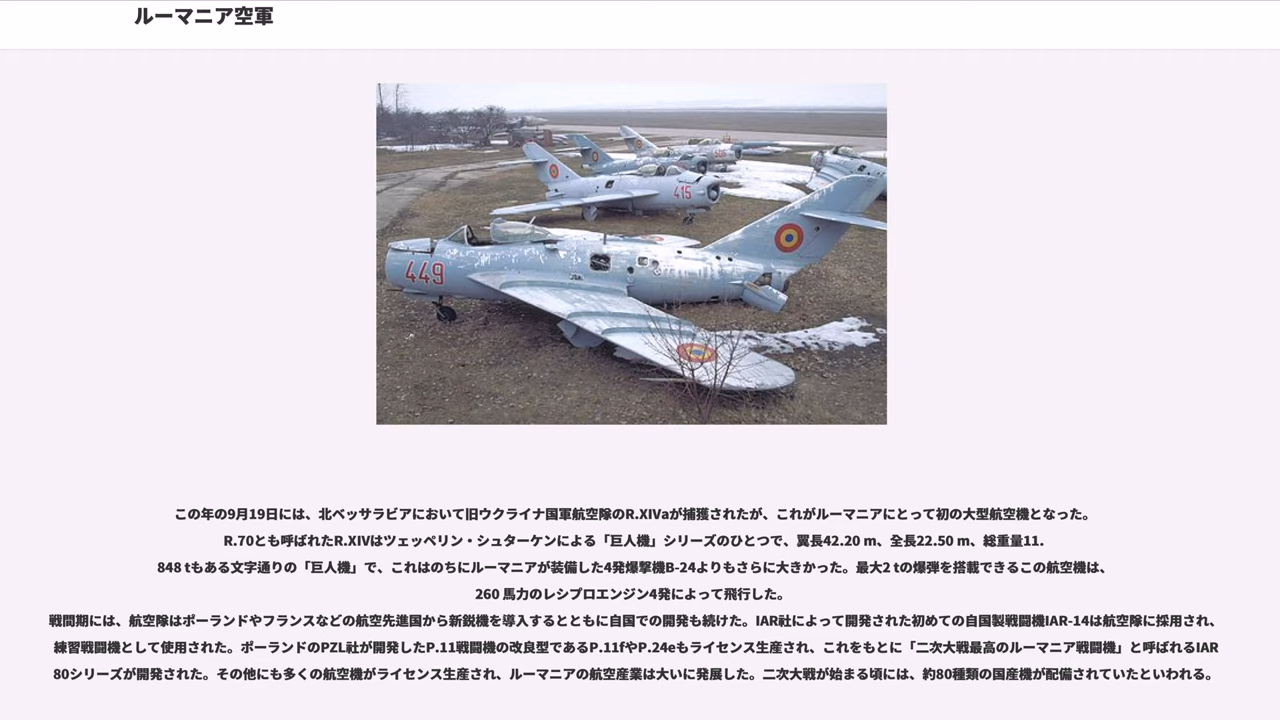 ルーマニア空軍
415
506
449
この年の9月19日には、北ベッサラビアにおいて旧ウクライナ国軍航空隊のR.XIVaが捕獲されたが、これがルーマニアにとって初の大型航空機となった。
R.70とも呼ばれたR.XIVはツェッペリン・シュターケンによる「巨人機」シリーズのひとつで、翼長42.20 m、全長22.50 m、総重量11.
848 tもある文字通りの「巨人機」で、これはのちにルーマニアが装備した4発爆撃機B-24よりもさらに大きかった。最大2 tの爆弾を搭載できるこの航空機は、
260 馬力のレシプロエンジン4発によって飛行した。
戦間期には、航空隊はポーランドやフランスなどの航空先進国から新鋭機を導入するとともに自国での開発も続けた。IAR社によって開発された初めての自国製戦闘機IAR-14は航空隊に採用され、
練習戦闘機として使用された。ポーランドのPZL社が開発したP.11戦闘機の改良型であるP.11fやP.24eもライセンス生産され、これをもとに「二次大戦最高のルーマニア戦闘機」と呼ばれるIAR
80シリーズが開発された。その他にも多くの航空機がライセンス生産され、ルーマニアの航空産業は大いに発展した。二次大戦が始まる頃には、約80種類の国産機が配備されていたといわれる。